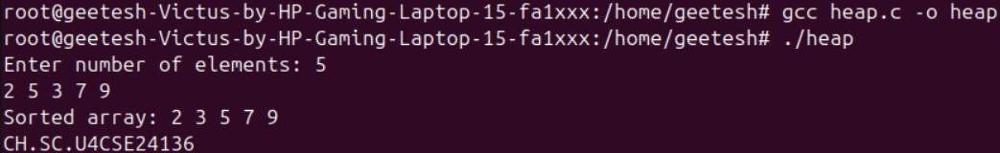 root@geetesh-Victus-by-HP-Gaming-Laptop-15-fa1xxx:/home/geetesh# gcc heap.c -o heap
root@geetesh-Victus-by-HP-Gaming-Laptop-15-fa1xxx:/home/geetesh# ./heap
Enter number of elements: 5
2 5 3 7 9
Sorted array: 2 3 5 7 9
CH.SC.U4CSE24136